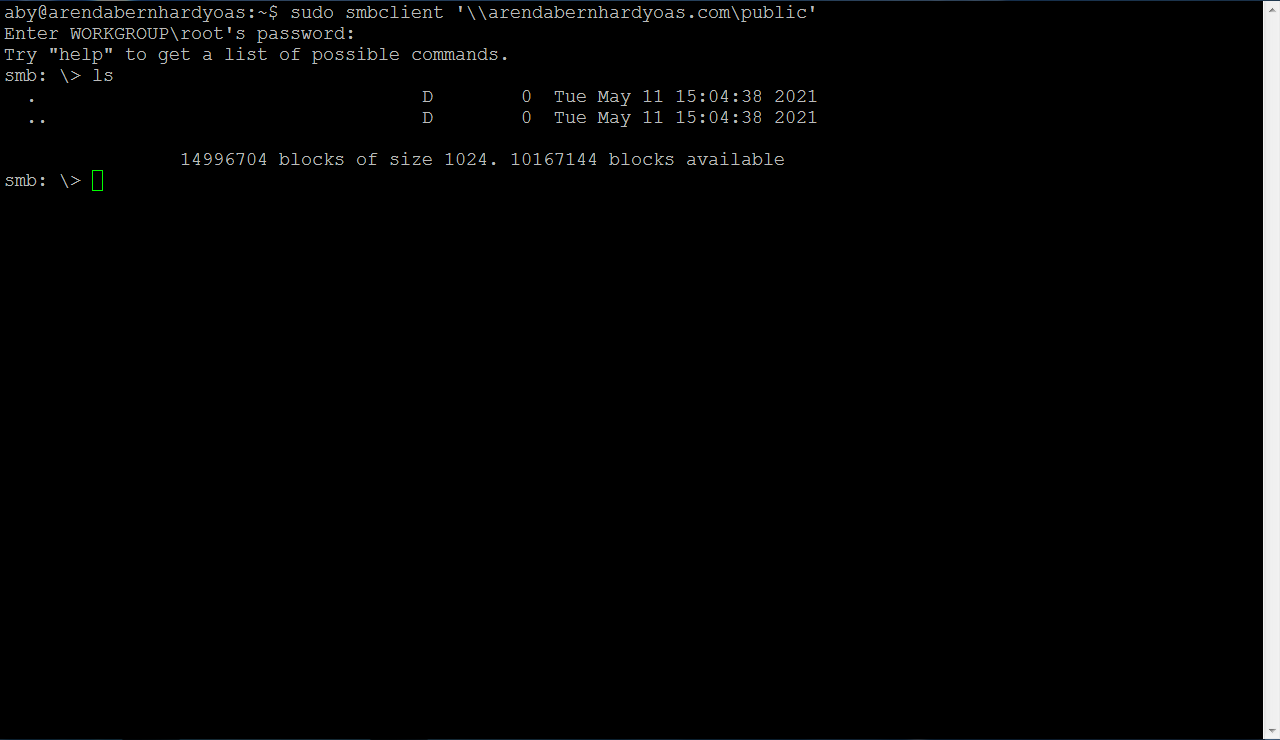 aby@arendabernhardyoas:~$ sudo smbclient '\\arendabernhardyoas.com\public'
Enter WORKGROUP\root's password:
Try "help" to get a list of possible commands.
smb: \> ls
  .                                   D        0  Tue May 11 15:04:38 2021
  ..                                  D        0  Tue May 11 15:04:38 2021

                14996704 blocks of size 1024. 10167144 blocks available
smb: \>